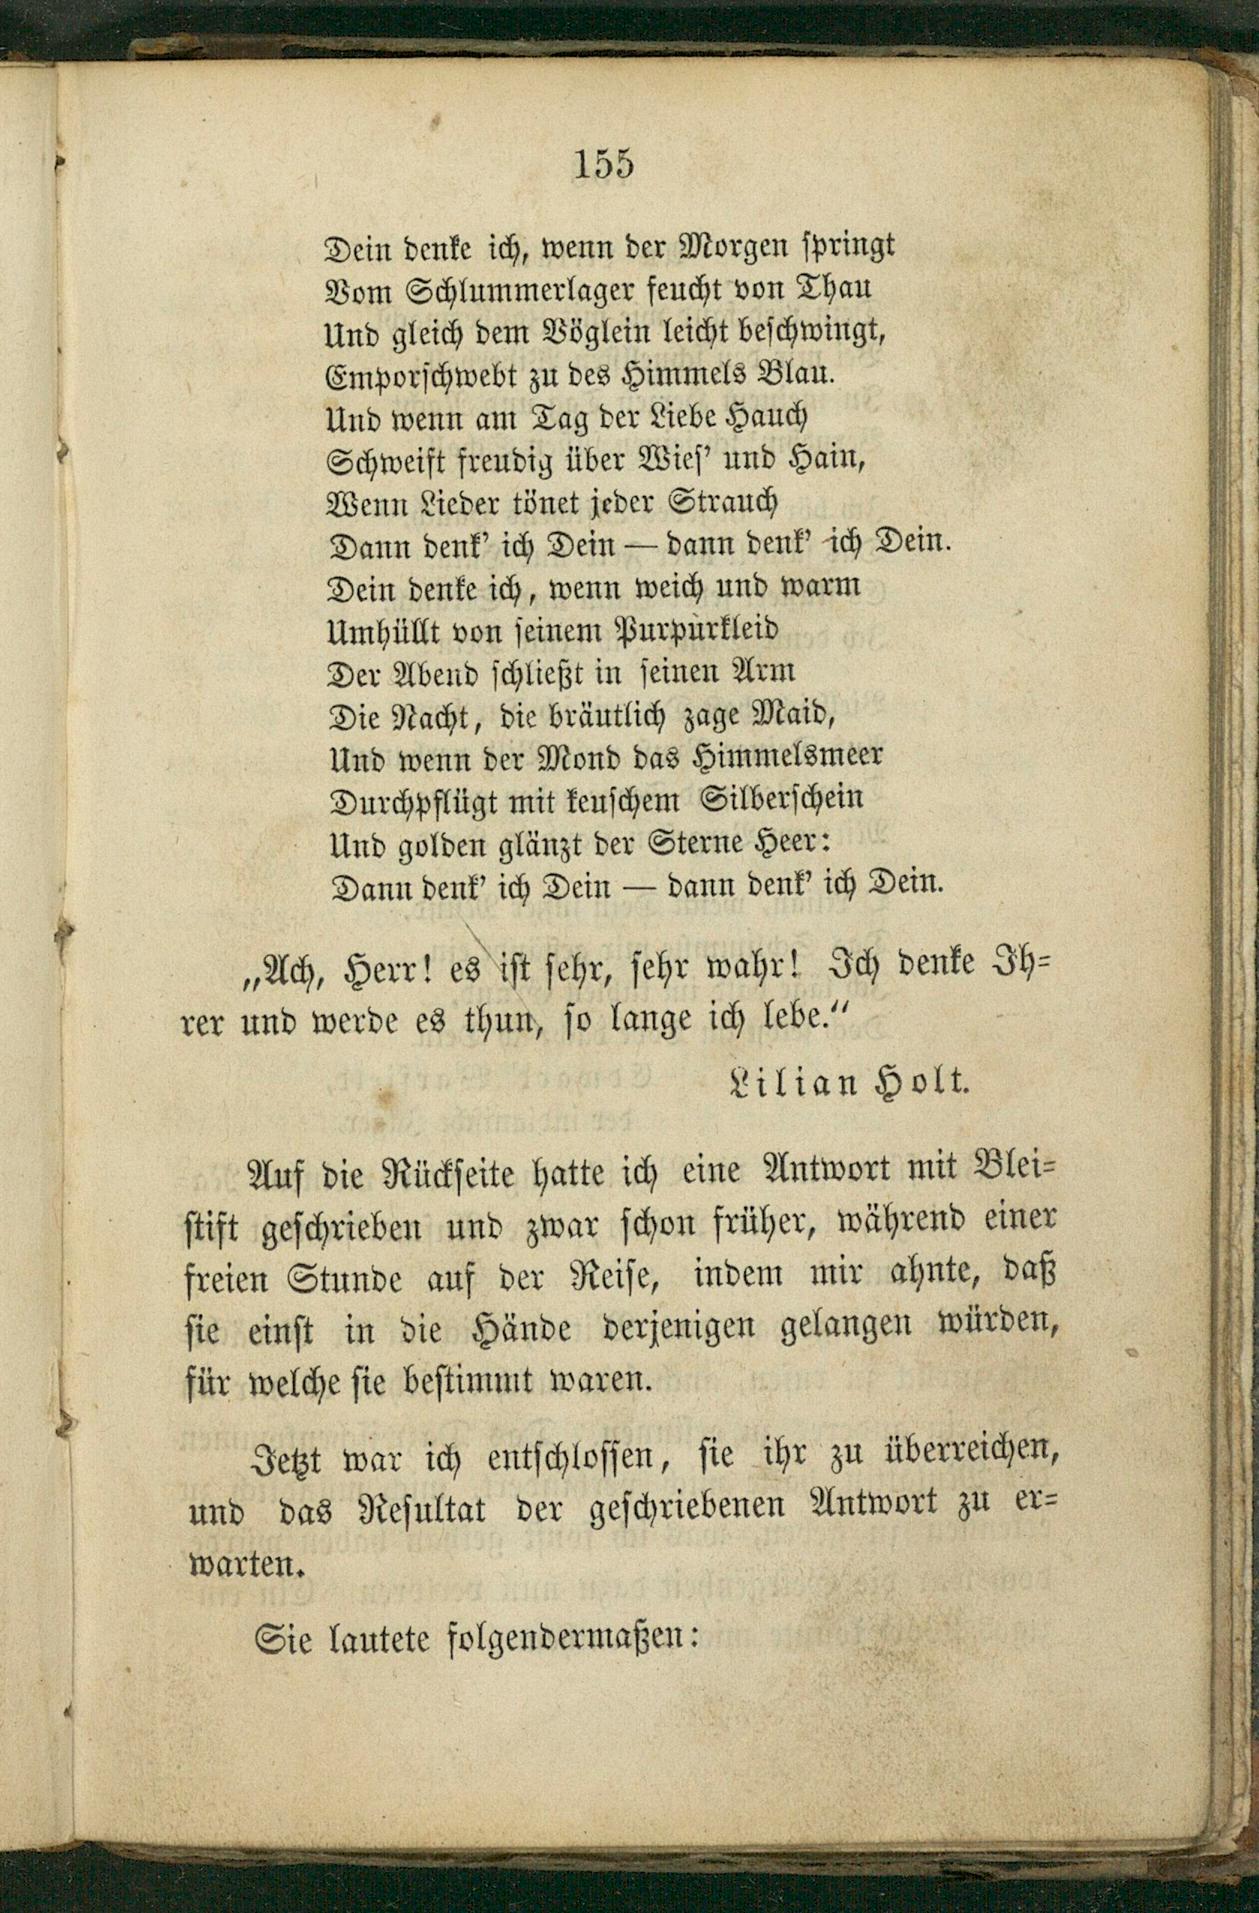 155
Dein denke ich, wenn der Morgen springt
Vom Schlummerlager feucht von Thau
Und gleich dem Vöglein leicht beschwingt,
Emporschwebt zu des Himmels Blau.
Und wenn am Tag der Liebe Hauch
Schweift freudig über Wies' und Hain,
Wenn Lieder tönet jeder Strauch
Dann denk' ich Dein — dann denk' ich Dein.
Dein denke ich, wenn weich und warm
Umhüllt von seinem Purpurkleid
Der Abend schließt in seinen Arm
Die Nacht, die bräutlich zage Maid,
Und wenn der Mond das Himmelsmeer
Durchpflügt mit keuschem Silberschein
Und golden glänzt der Sterne Heer:
Dann denk' ich Dein — dann denk' ich Dein.
„Ach, Herr! es ist sehr, sehr wahr! Ich denke Ih-
rer und werde es thun, so lange ich lebe.“
Lilian Holt.
Auf die Rückseite hatte ich eine Antwort mit Blei-
stift geschrieben und zwar schon früher, während einer
freien Stunde auf der Reise, indem mir ahnte, daß
sie einst in die Hände derjenigen gelangen würden,
für welche sie bestimmt waren.
Jetzt war ich entschlossen, sie ihr zu überreichen,
und das Resultat der geschriebenen Antwort zu er-
warten.
Sie lautete folgendermaßen: